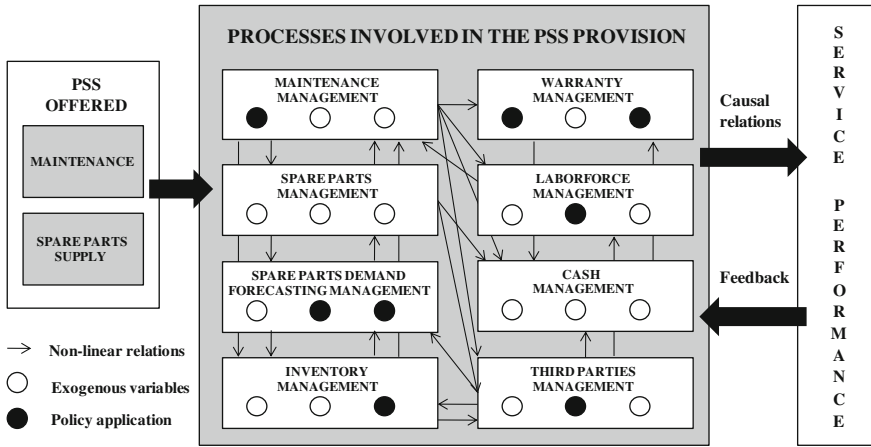 PROCESSES INVOLVED IN THE PSS PROVISION
PSS
OFFERED
MAINTENANCE
SPARE PARTS
SUPPLY
MAINTENANCE
MANAGEMENT
WARRANTY
MANAGEMENT
SPARE PARTS
MANAGEMENT
LABORFORCE
MANAGEMENT
SPARE PARTS DEMAND
FORECASTING MANAGEMENT
CASH
MANAGEMENT
INVENTORY
MANAGEMENT
THIRD PARTIES
MANAGEMENT
Causal
relations
Feedback
SERVICE PERFORMANCE
Non-linear relations
Exogenous variables
Policy application